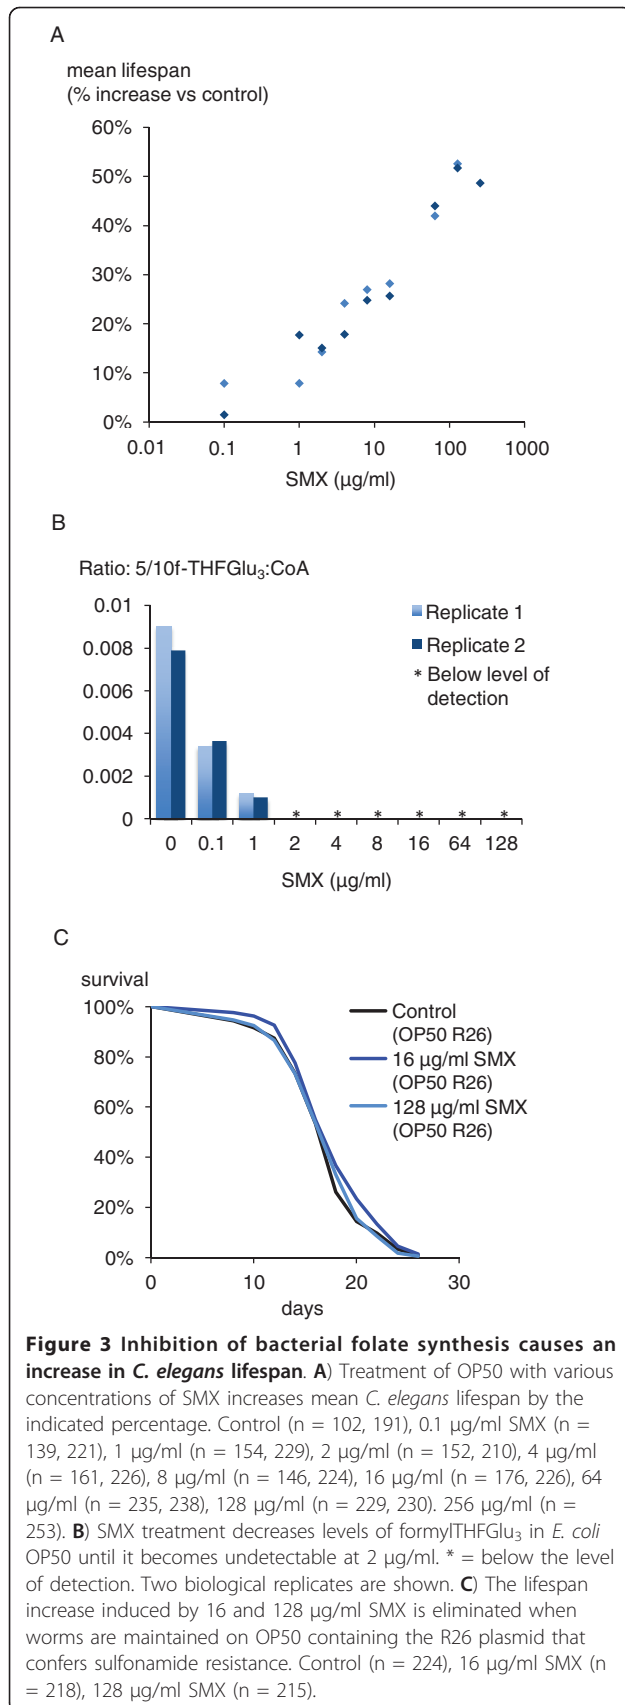 A
mean lifespan
(% increase vs control)
60%
50%
40%
30%
20%
10%
0%
0.01 0.1 1 10 100 1000
SMX (µg/ml)
B
Ratio: 5/10f-THFGlu₃:CoA
0.01
0.008
0.006
0.004
0.002
0
Replicate 1
Replicate 2
* Below level of
detection
* * * * * *
0 0.1 1 2 4 8 16 64 128
SMX (µg/ml)
C
survival
100%
80%
60%
40%
20%
0%
Control
(OP50 R26)
16 µg/ml SMX
(OP50 R26)
128 µg/ml SMX
(OP50 R26)
0 10 20 30
days
Figure 3 Inhibition of bacterial folate synthesis causes an
increase in C. elegans lifespan. A) Treatment of OP50 with various
concentrations of SMX increases mean C. elegans lifespan by the
indicated percentage. Control (n = 102, 191), 0.1 µg/ml SMX (n =
139, 221), 1 µg/ml (n = 154, 229), 2 µg/ml (n = 152, 210), 4 µg/ml
(n = 161, 226), 8 µg/ml (n = 146, 224), 16 µg/ml (n = 176, 226), 64
µg/ml (n = 235, 238), 128 µg/ml (n = 229, 230). 256 µg/ml (n =
253). B) SMX treatment decreases levels of formylTHFGlu₃ in E. coli
OP50 until it becomes undetectable at 2 µg/ml. * = below the level
of detection. Two biological replicates are shown. C) The lifespan
increase induced by 16 and 128 µg/ml SMX is eliminated when
worms are maintained on OP50 containing the R26 plasmid that
confers sulfonamide resistance. Control (n = 224), 16 µg/ml SMX (n
= 218), 128 µg/ml SMX (n = 215).